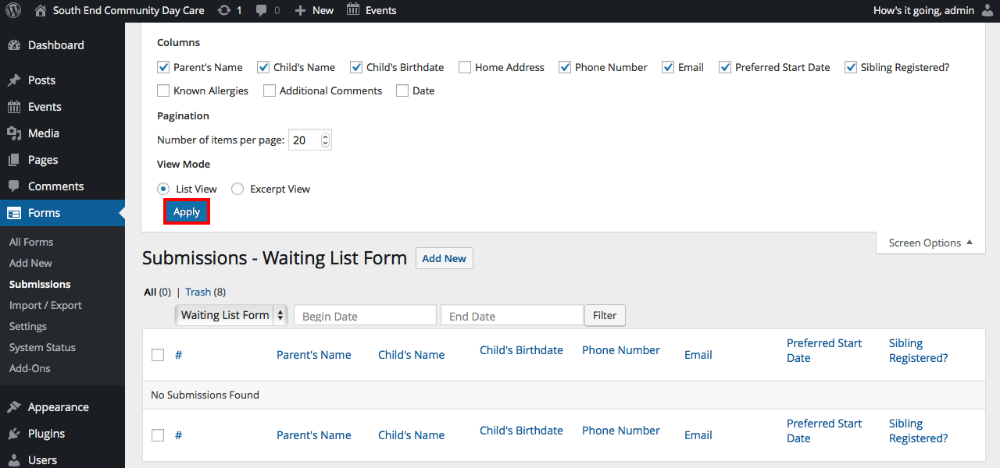 South End Community Day Care 1 0 New Events How's it going, admin
Dashboard
Posts
Events
Media
Pages
Comments
Forms
All Forms
Add New
Submissions
Import / Export
Settings
System Status
Add-Ons
Appearance
Plugins
Users
Columns
Parent's Name Child's Name Child's Birthdate Home Address Phone Number Email Preferred Start Date Sibling Registered?
Known Allergies Additional Comments Date
Pagination
Number of items per page: 20
View Mode
List View Excerpt View
Apply
Screen Options
Submissions - Waiting List Form Add New
All (0) | Trash (8)
Waiting List Form Begin Date End Date Filter
# Parent's Name Child's Name Child's Birthdate Phone Number Email Preferred Start Date Sibling Registered?
No Submissions Found
# Parent's Name Child's Name Child's Birthdate Phone Number Email Preferred Start Date Sibling Registered?